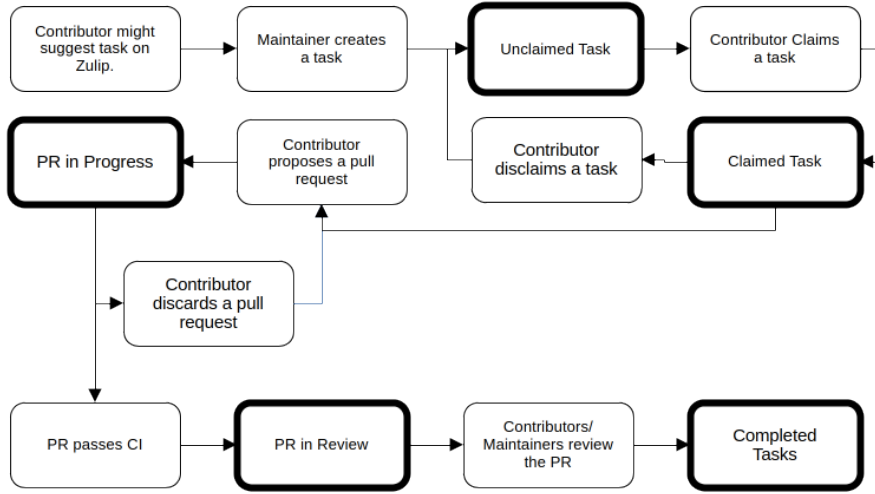 Contributor might
suggest task on
Zulip.
Maintainer creates
a task
Unclaimed Task
Contributor Claims
a task
PR in Progress
Contributor
proposes a pull
request
Contributor
disclaims a task
Claimed Task
Contributor
discards a pull
request
PR passes CI
PR in Review
Contributors/
Maintainers review
the PR
Completed
Tasks